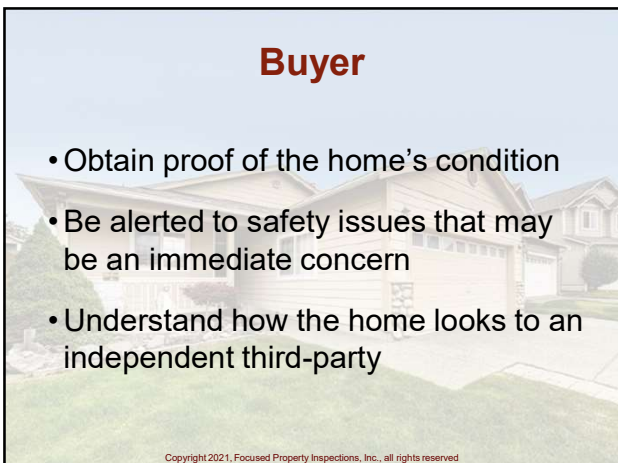 Buyer
• Obtain proof of the home’s condition
• Be alerted to safety issues that may
be an immediate concern
• Understand how the home looks to an
independent third-party
Copyright 2021, Focused Property Inspections, Inc., all rights reserved